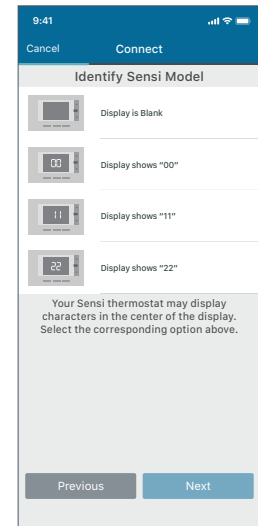 9:41
Cancel Connect
Identify Sensi Model
Display is Blank
00
Display shows “00”
11
Display shows “11”
22
Display shows “22”
Your Sensi thermostat may display
characters in the center of the display.
Select the corresponding option above.
Previous Next